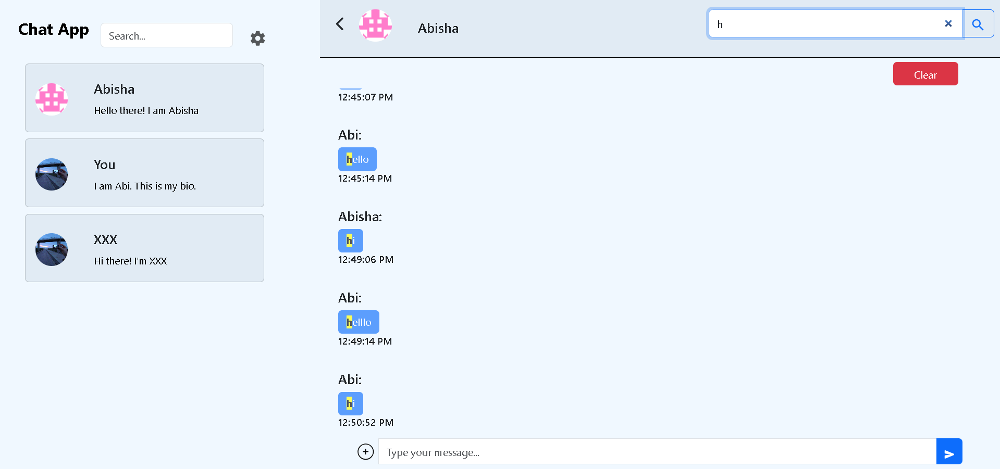 Chat App
Search...
Abisha
Hello there! I am Abisha
You
I am Abi. This is my bio.
XXX
Hi there! I'm XXX
Abisha
h
Clear
12:45:07 PM
Abi:
hello
12:45:14 PM
Abisha:
hi
12:49:06 PM
Abi:
helllo
12:49:14 PM
Abi:
hi
12:50:52 PM
Type your message...